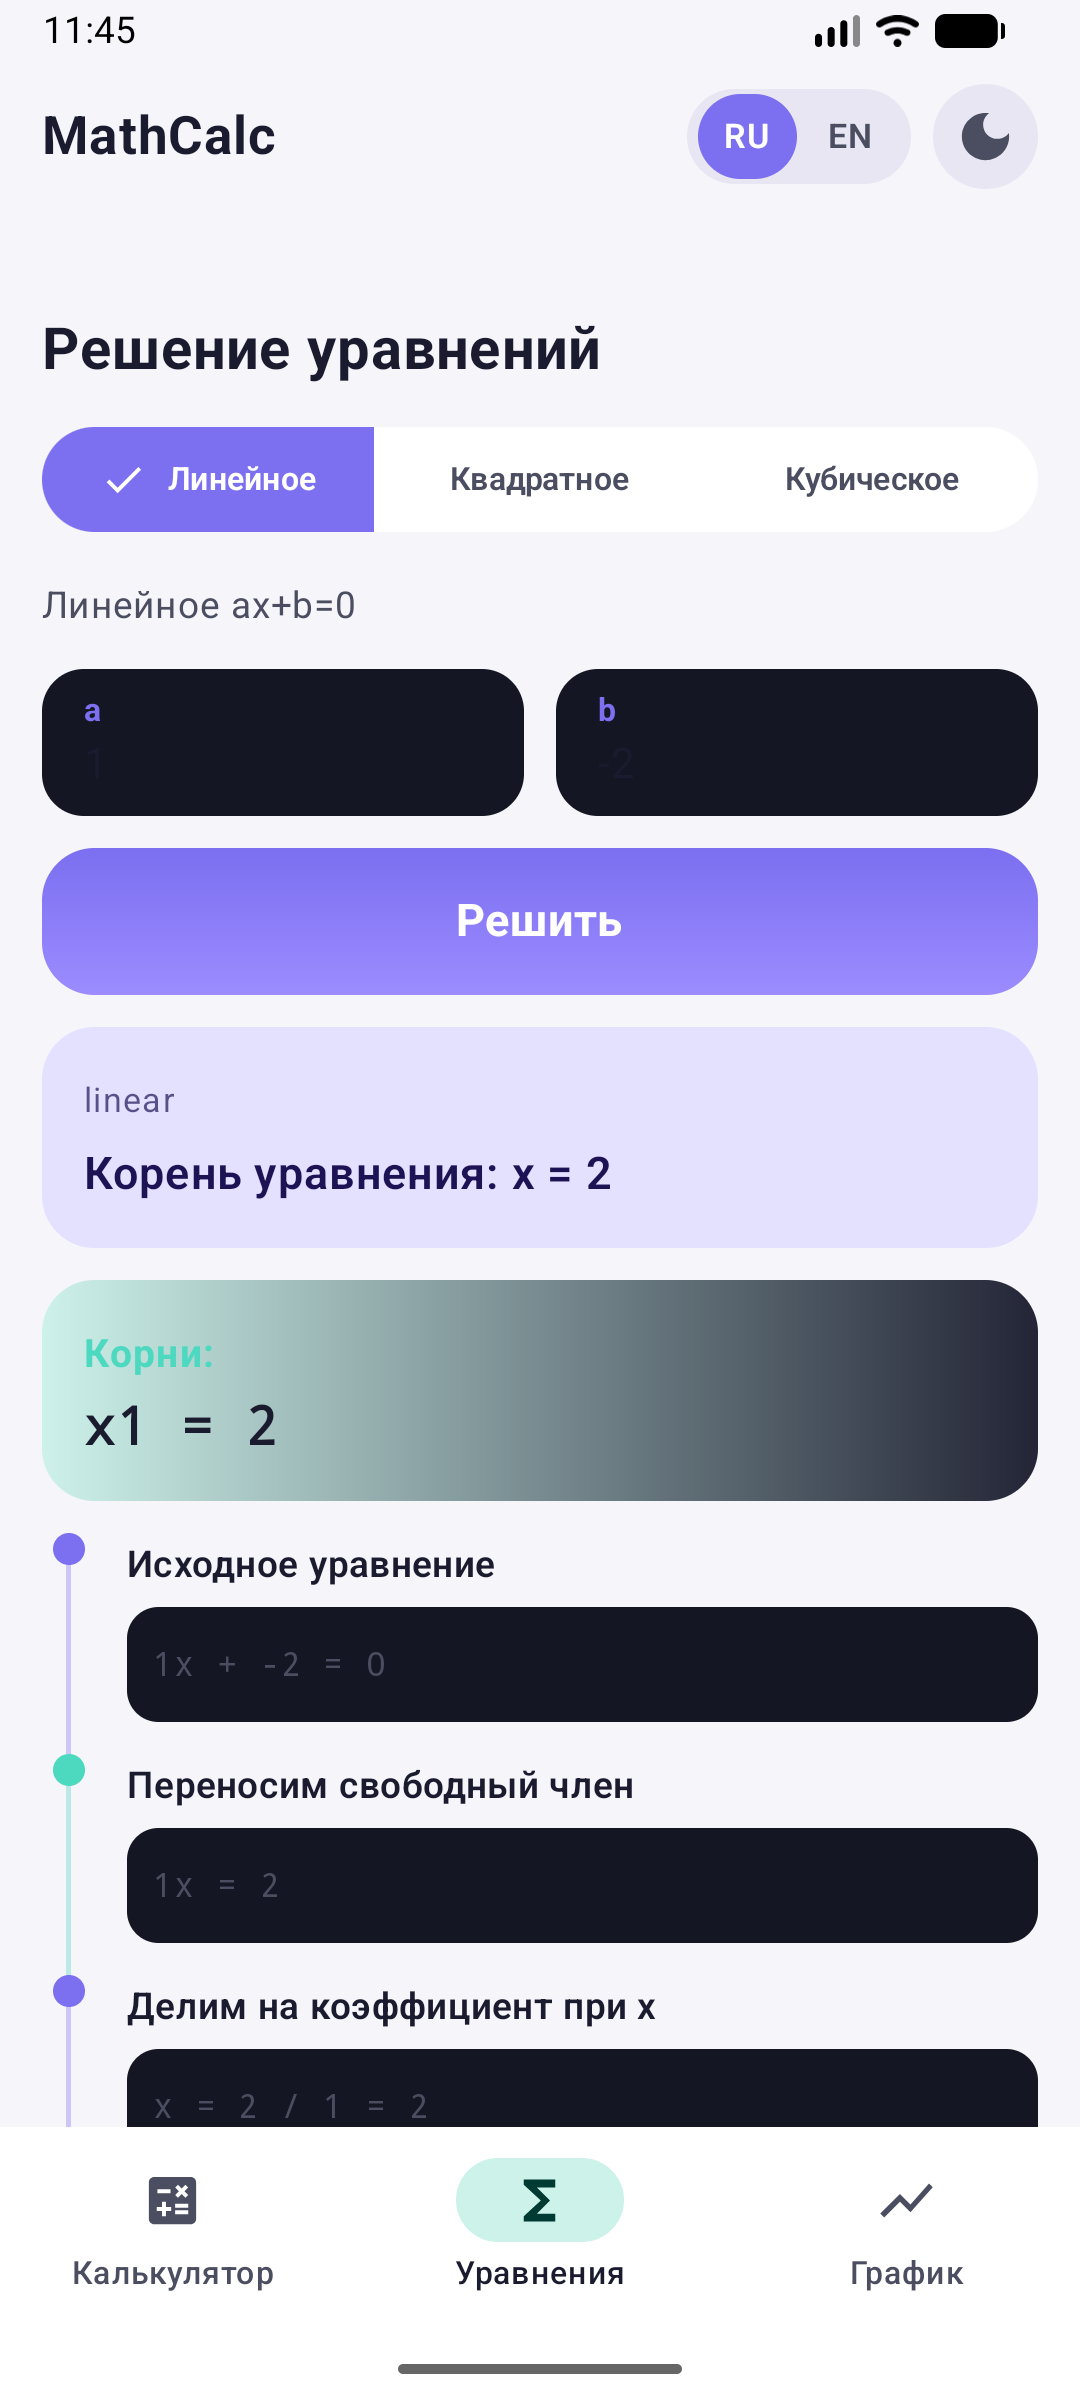 11:45
MathCalc
RU EN
Решение уравнений
Линейное Квадратное Кубическое
Линейное ax+b=0
a b
1 -2
Решить
linear
Корень уравнения: x = 2
Корни:
x1 = 2
Исходное уравнение
1x + -2 = 0
Переносим свободный член
1x = 2
Делим на коэффициент при x
x = 2 / 1 = 2
Калькулятор Уравнения График